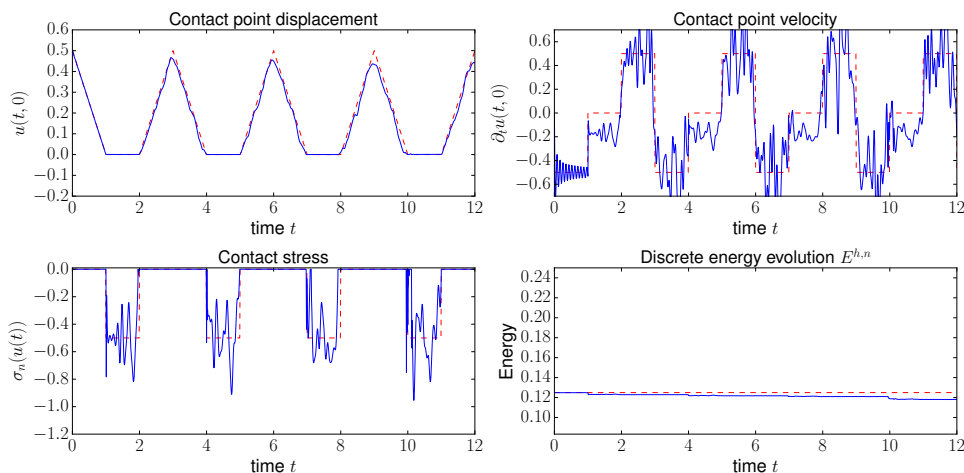 Contact point displacement
0.6
0.5
0.4
0.3
0.2
0.1
0.0
−0.1
−0.2
u(t, 0)
0 2 4 6 8 10 12
time t
Contact point velocity
0.6
0.4
0.2
0.0
−0.2
−0.4
−0.6
∂ₜu(t, 0)
0 2 4 6 8 10 12
time t
Contact stress
0.0
−0.2
−0.4
−0.6
−0.8
−1.0
−1.2
σₙ(u(t))
0 2 4 6 8 10 12
time t
Discrete energy evolution E^{h,n}
0.24
0.22
0.20
0.18
0.16
0.14
0.12
0.10
Energy
0 2 4 6 8 10 12
time t